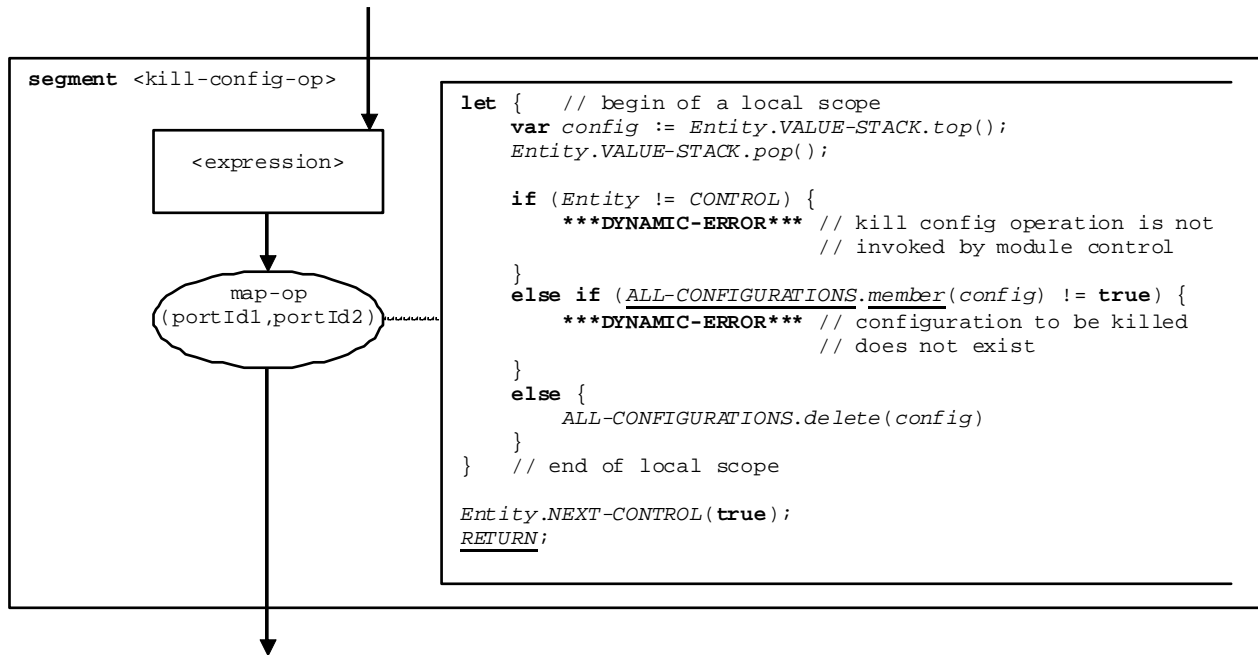 segment <kill-config-op>
<expression>
map-op
(portId1,portId2)
let { // begin of a local scope
var config := Entity.VALUE-STACK.top();
Entity.VALUE-STACK.pop();
if (Entity != CONTROL) {
***DYNAMIC-ERROR*** // kill config operation is not
// invoked by module control
}
else if (ALL-CONFIGURATIONS.member(config) != true) {
***DYNAMIC-ERROR*** // configuration to be killed
// does not exist
}
else {
ALL-CONFIGURATIONS.delete(config)
}
} // end of local scope
Entity.NEXT-CONTROL(true);
RETURN;